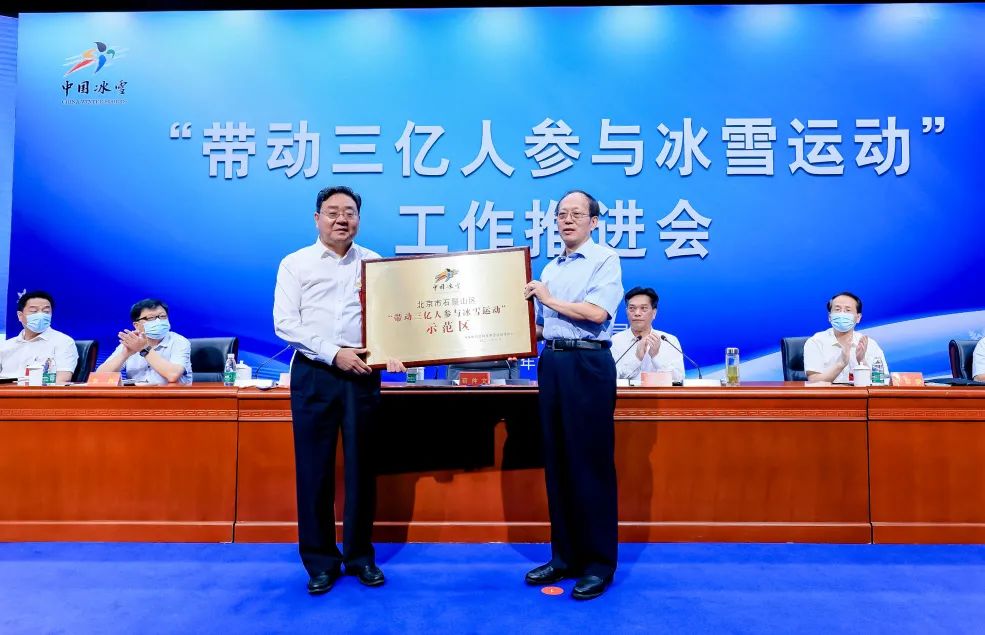 中国冰雪
CHINA WINTER SPORTS
“带动三亿人参与冰雪运动”
工作推进会
中国冰雪
北京市石景山区
“带动三亿人参与冰雪运动”
示范区
年
月